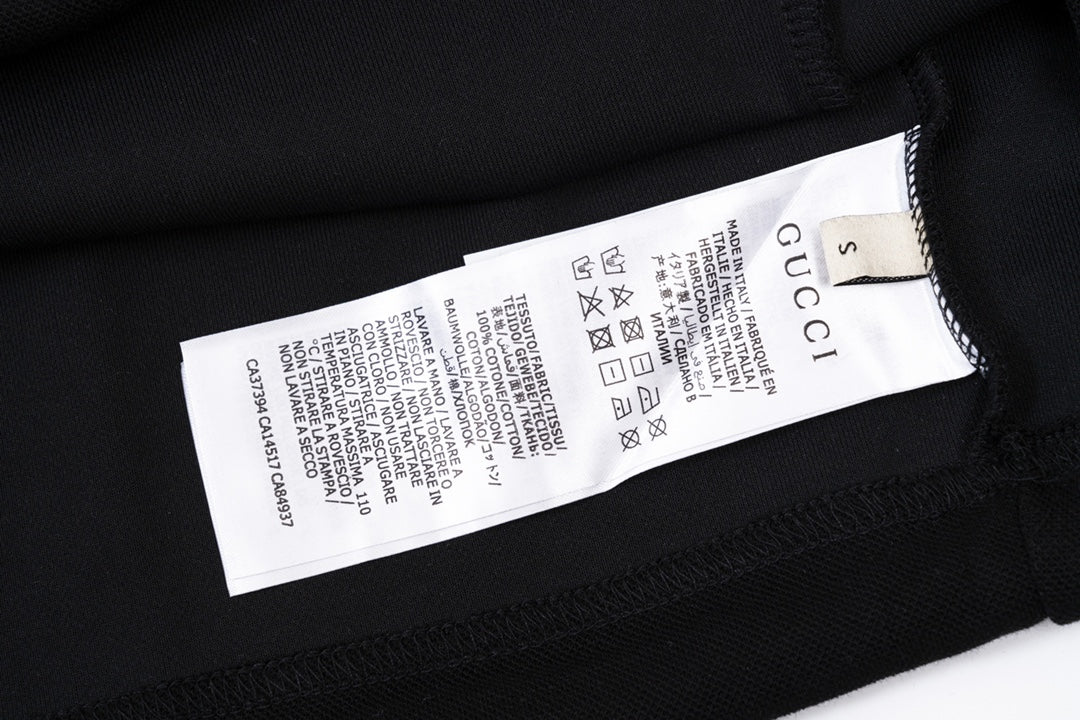 GUCCI
S
MADE IN ITALY / FABRIQUÉ EN
ITALIE / HECHO EN ITALIA /
HERGESTELLT IN ITALIEN /
FABRICADO EM ITÁLIA /
イタリア製 / صنع في إيطاليا /
产地:意大利 / СДЕЛАНО В
ИТАЛИИ
TESSUTO/FABRIC/TISSU/
TEJIDO/GEWEBE/TECIDO/
表地/قماش/面料/ТКАНЬ:
100% COTONE/COTTON/
COTON/ALGODON/
BAUMWOLLE/ALGODÃO/コットン/
قطن/棉/ХЛОПОК
LAVARE A MANO / LAVARE A
ROVESCIO / NON TORCERE O
STRIZZARE / NON LASCIARE IN
AMMOLLO / NON TRATTARE
CON CLORO / NON USARE
ASCIUGATRICE / ASCIUGARE
IN PIANO / STIRARE A
TEMPERATURA MASSIMA 110
°C / STIRARE A ROVESCIO /
NON STIRARE LA STAMPA /
NON LAVARE A SECCO
CA37394 CA14517 CA84937